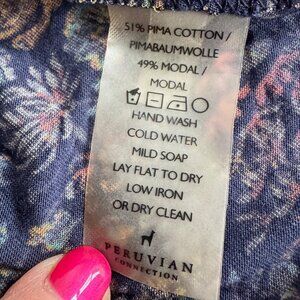 51% PIMA COTTON /
PIMABAUMWOLLE
49% MODAL /
MODAL
HAND WASH
COLD WATER
MILD SOAP
LAY FLAT TO DRY
LOW IRON
OR DRY CLEAN
PERUVIAN
CONNECTION